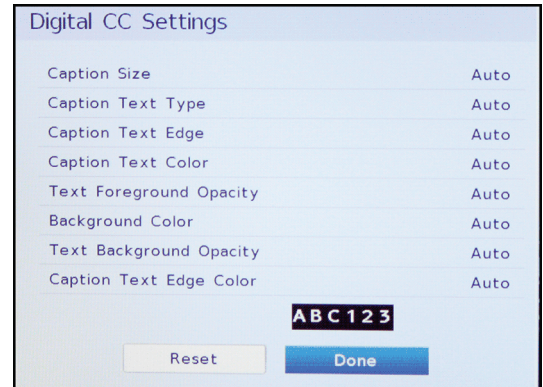 Digital CC Settings
Caption Size Auto
Caption Text Type Auto
Caption Text Edge Auto
Caption Text Color Auto
Text Foreground Opacity Auto
Background Color Auto
Text Background Opacity Auto
Caption Text Edge Color Auto
ABC123
Reset Done